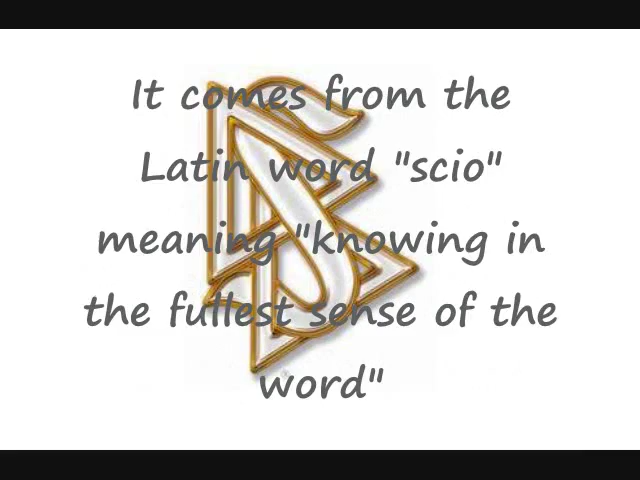 It comes from the
Latin word "scio"
meaning "knowing in
the fullest sense of the
word"